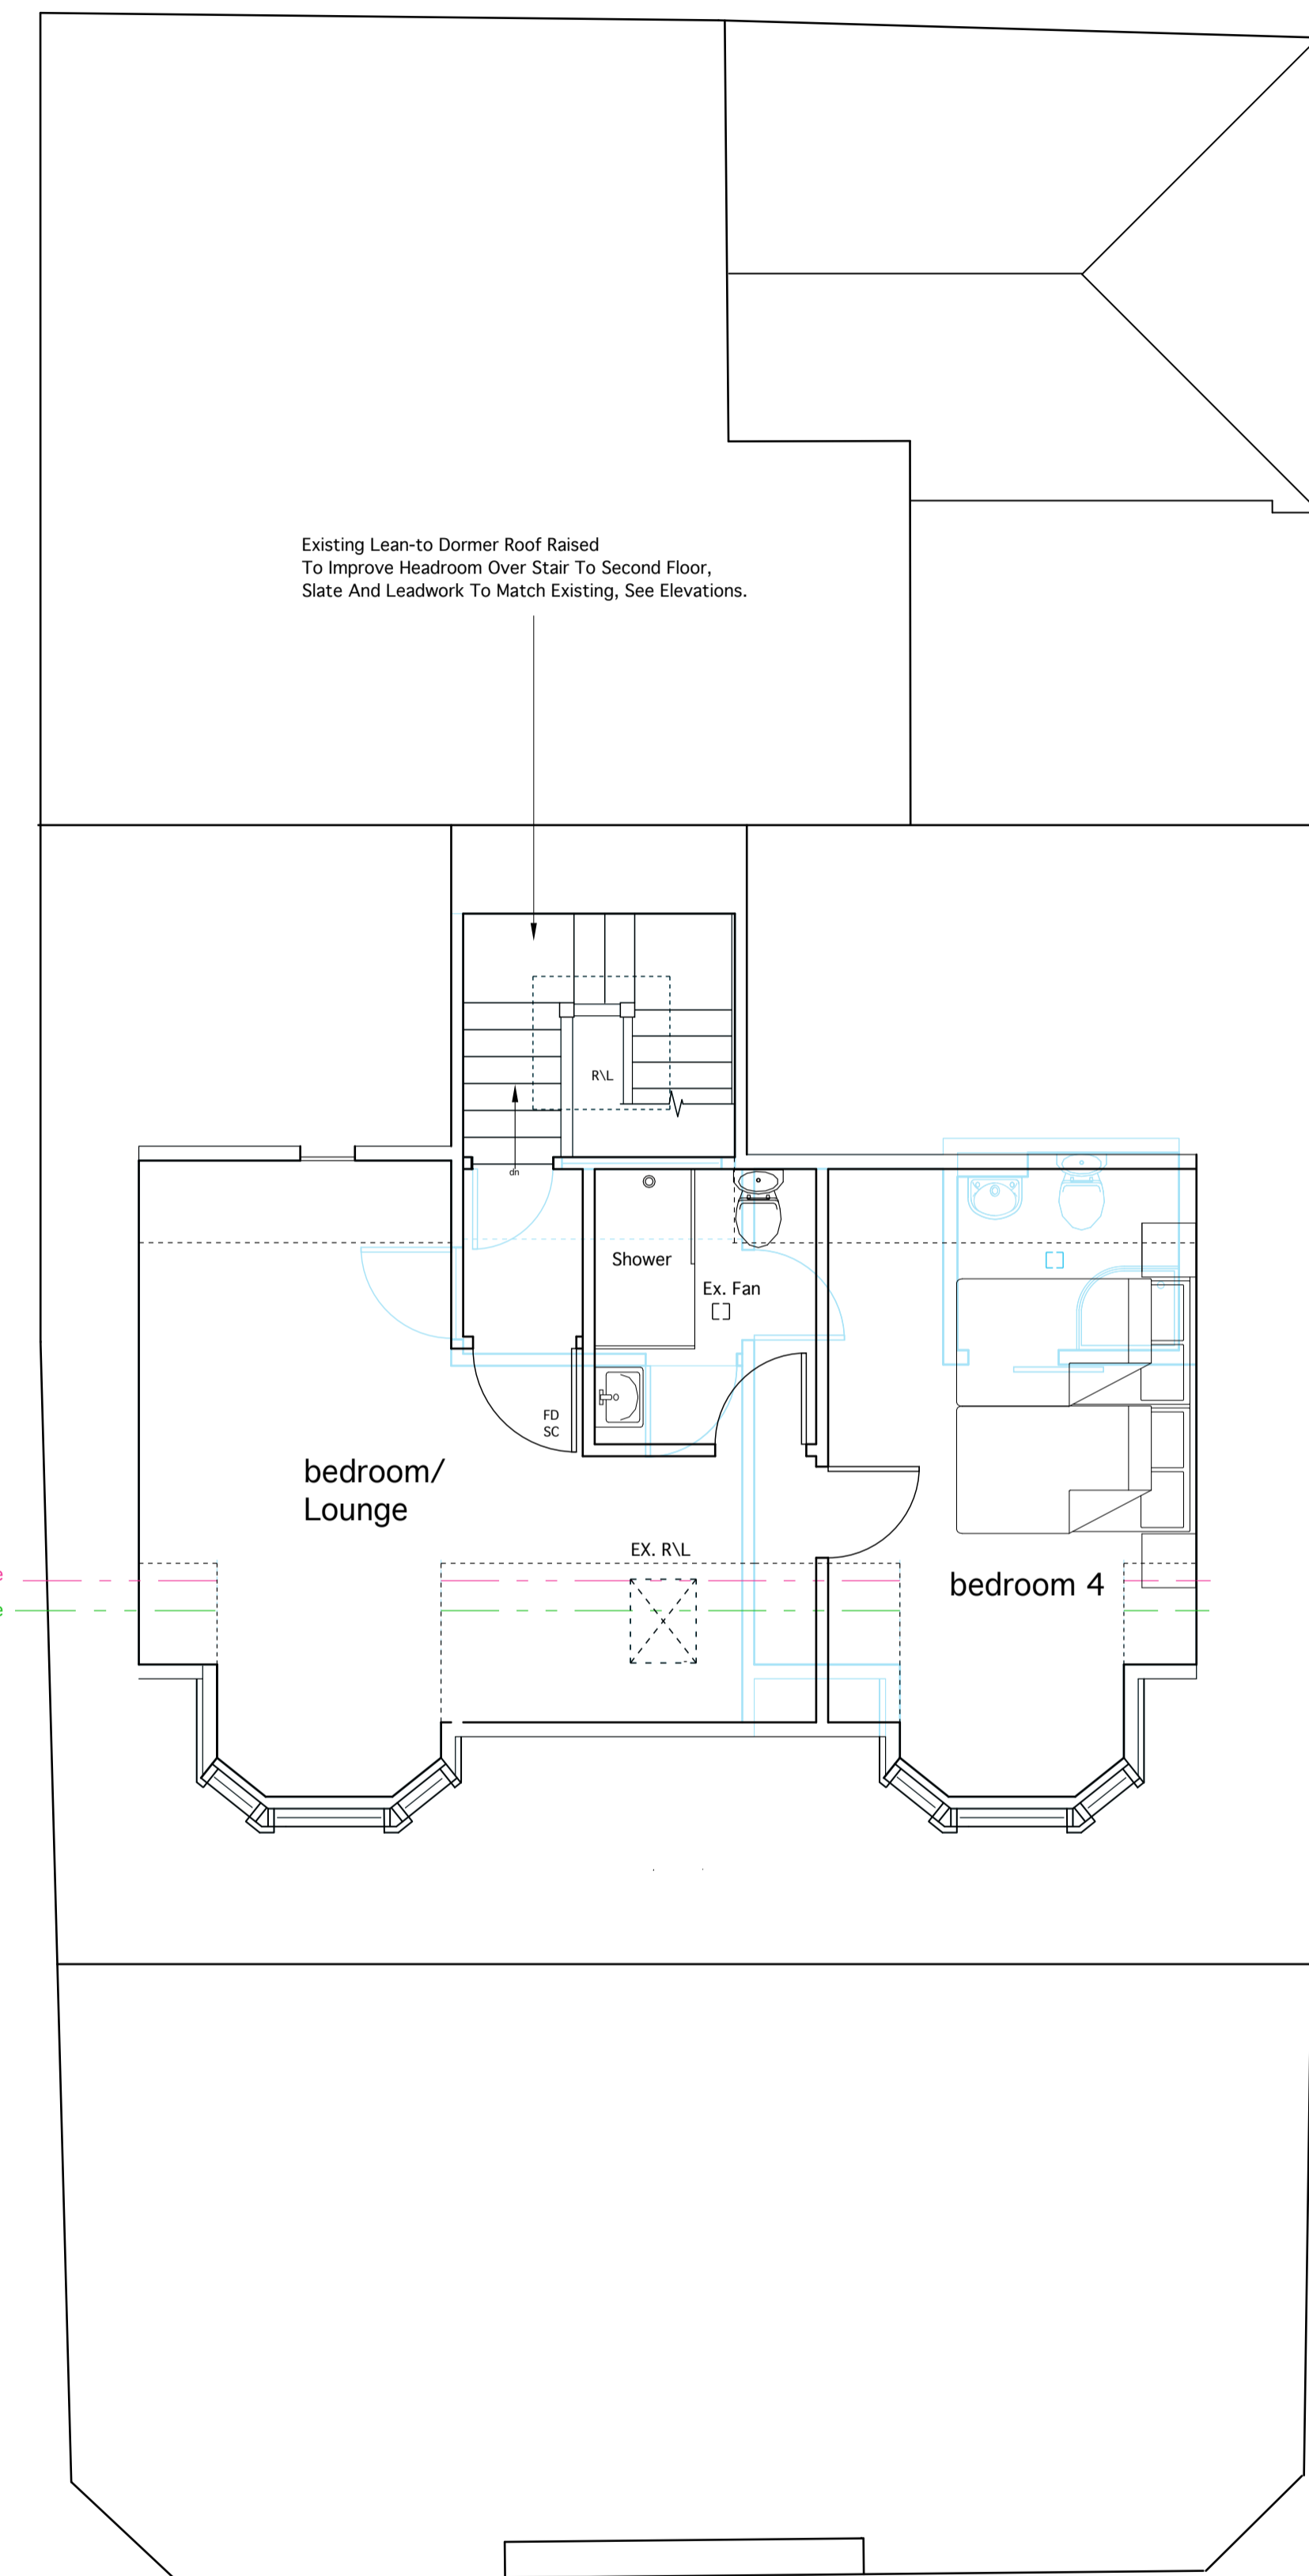 Existing Lean-to Dormer Roof Raised
To Improve Headroom Over Stair To Second Floor,
Slate And Leadwork To Match Existing, See Elevations.
R\L
dn
Shower
Ex. Fan
FD
SC
bedroom/
Lounge
EX. R\L
bedroom 4